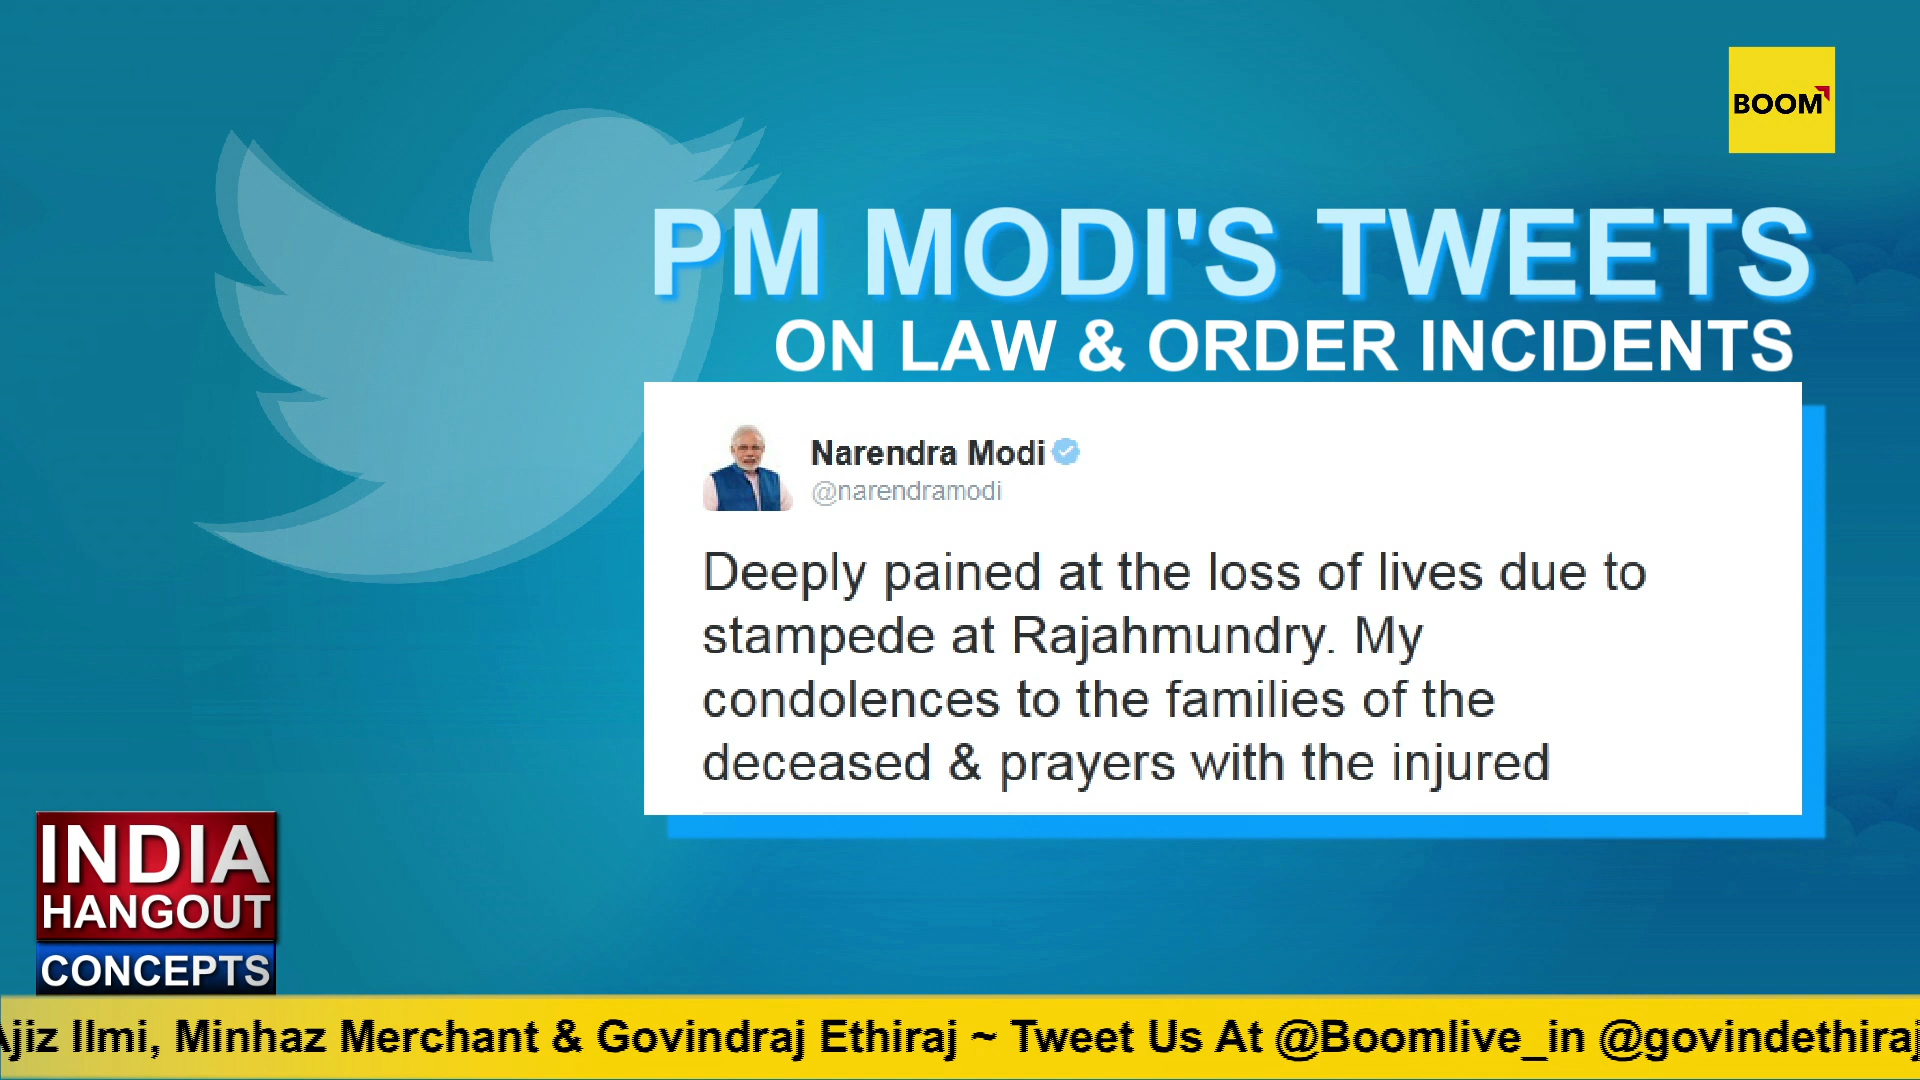 BOOM
PM MODI'S TWEETS
ON LAW & ORDER INCIDENTS
Narendra Modi
@narendramodi
Deeply pained at the loss of lives due to
stampede at Rajahmundry. My
condolences to the families of the
deceased & prayers with the injured
INDIA
HANGOUT
CONCEPTS
Ilmi, Minhaz Merchant & Govindraj Ethiraj ~ Tweet Us At @Boomlive_in @govindethiraj